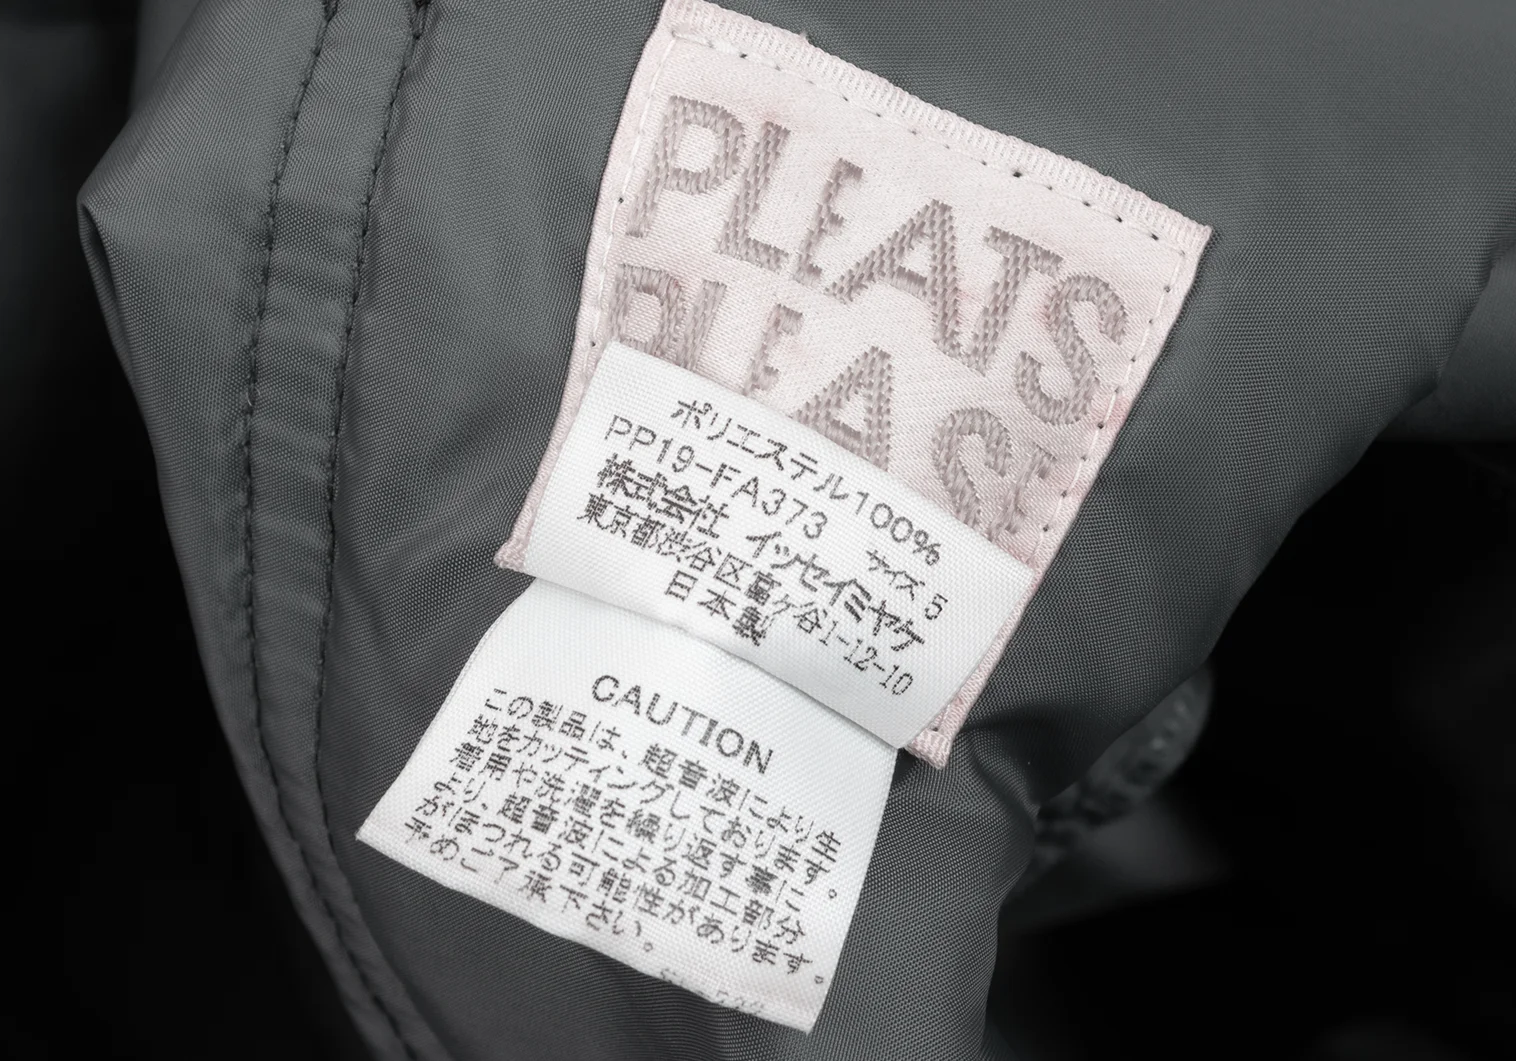 PLEATS
PLEASE
ポリエステル100%
PP19-FA373 サイズ 5
株式会社 イッセイミヤケ
東京都渋谷区富ケ谷1-12-10
日本製
CAUTION
この製品は、超音波により生
地をカッティングしております。
着用や洗濯を繰り返す事に
より、超音波による加工部分
がほつれる可能性があります。
予めご了承下さい。